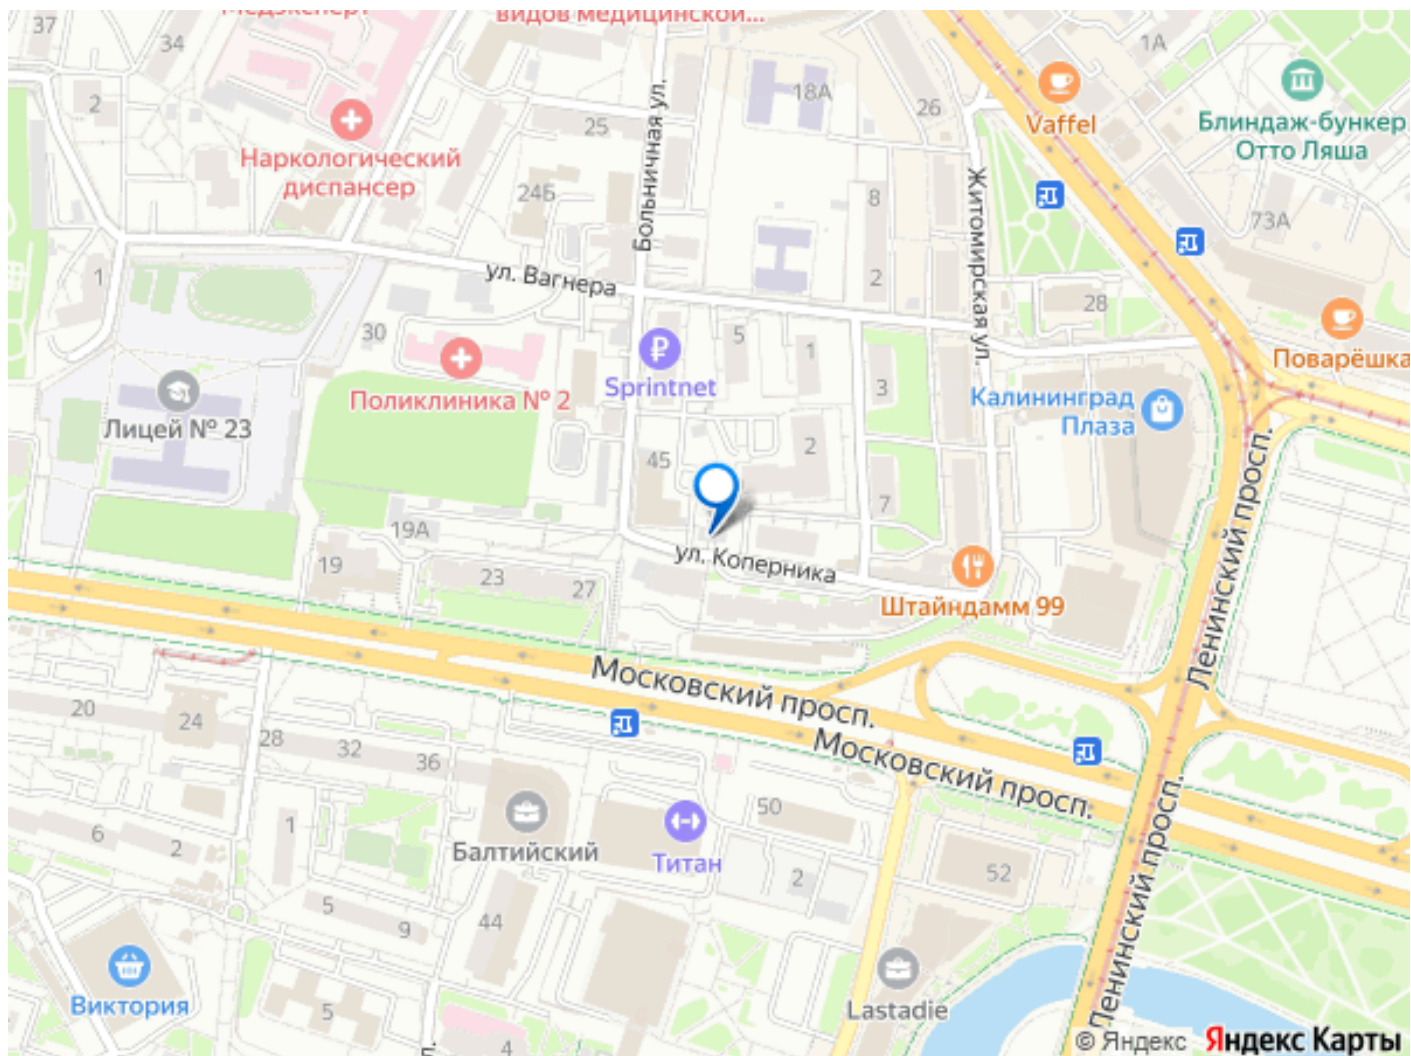 Медэксперт
видов медицинской...
37
34
2
Наркологический
диспансер
25
24Б
Больничная ул.
18А
26
8
2
Житомирская ул.
1А
Vaffel
Блиндаж-бункер
Отто Ляша
73А
28
Поварёшка
1
ул. Вагнера
30
Поликлиника № 2
Sprintnet
5
1
3
Калининград
Плаза
Лицей № 23
45
2
7
19А
19
23
27
ул. Коперника
Штайндамм 99
Ленинский просп.
Московский просп.
Московский просп.
20
24
28
32
36
6
2
1
Балтийский
Титан
50
2
52
5
9
44
Виктория
5
4
Lastadie
Ленинский просп.
© Яндекс Яндекс Карты